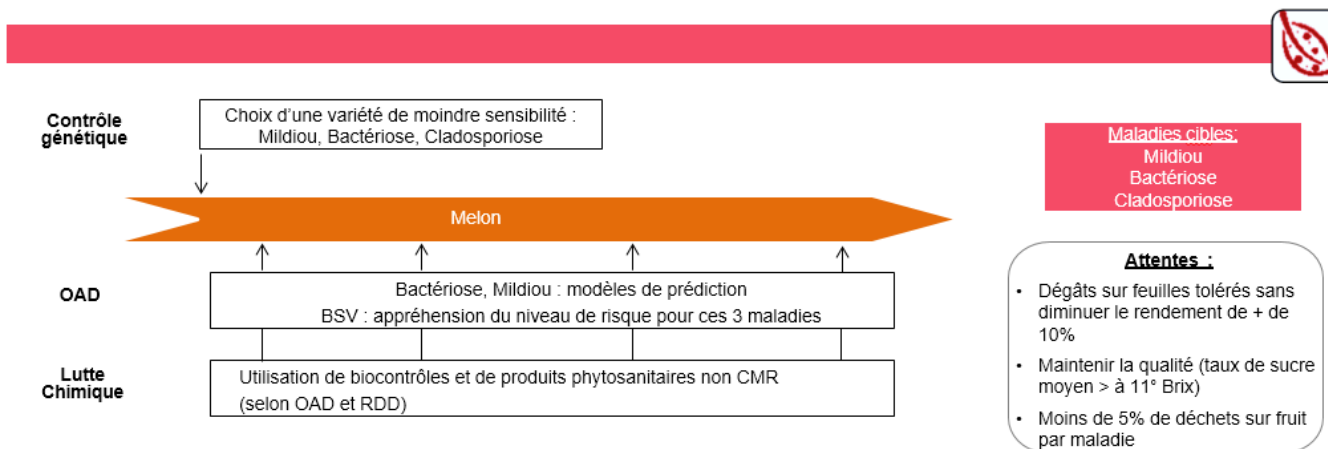 Contrôle
génétique
Choix d'une variété de moindre sensibilité :
Mildiou, Bactériose, Cladosporiose
Melon
OAD
Bactériose, Mildiou : modèles de prédiction
BSV : appréhension du niveau de risque pour ces 3 maladies
Lutte
Chimique
Utilisation de biocontrôles et de produits phytosanitaires non CMR
(selon OAD et RDD)
Maladies cibles:
Mildiou
Bactériose
Cladosporiose
Attentes :
• Dégâts sur feuilles tolérés sans
diminuer le rendement de + de
10%
• Maintenir la qualité (taux de sucre
moyen > à 11° Brix)
• Moins de 5% de déchets sur fruit
par maladie